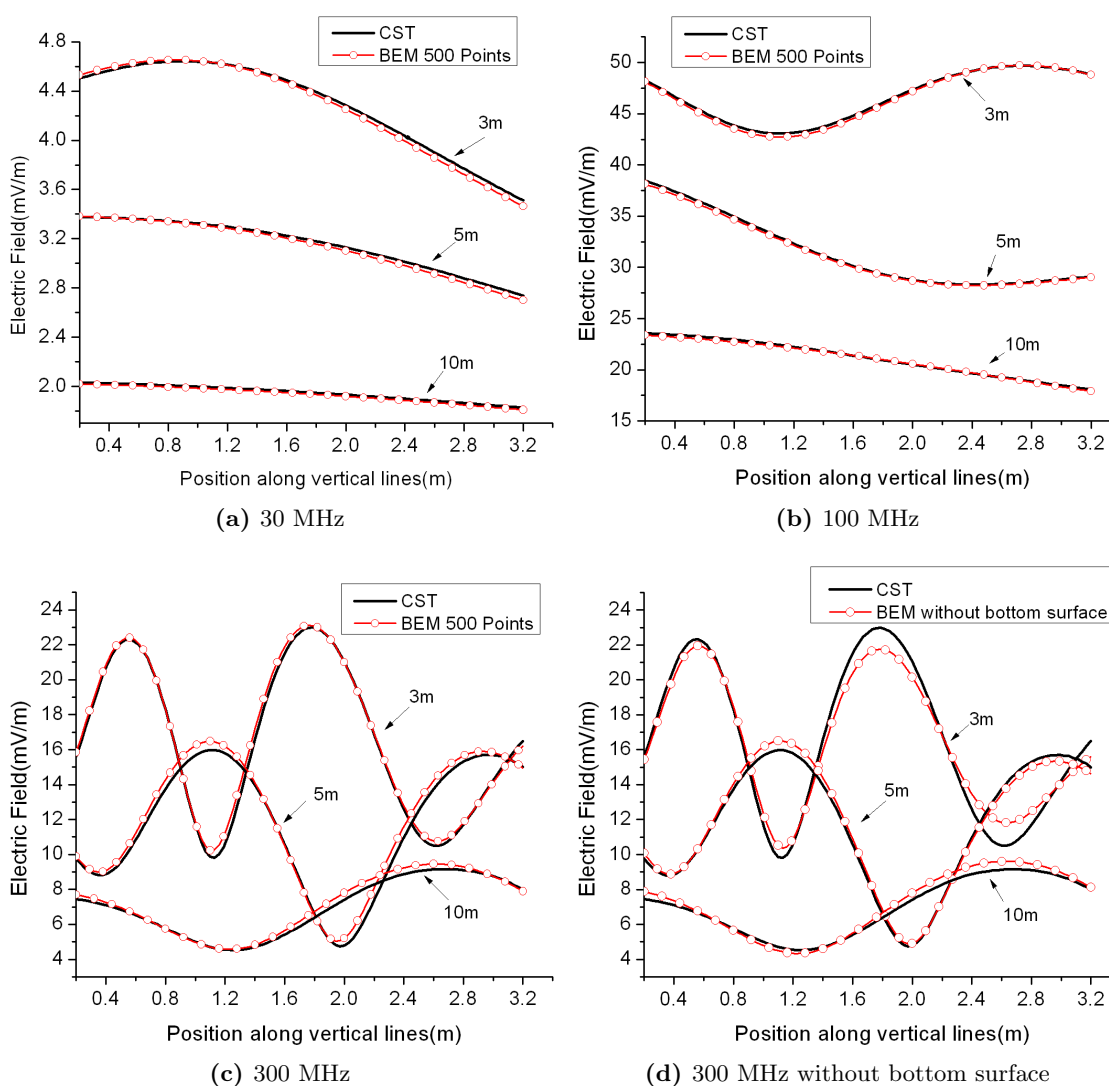 CST
BEM 500 Points
4.8
4.4
4.0
3.6
3.2
2.8
2.4
2.0
Electric Field(mV/m)
3m
5m
10m
0.4 0.8 1.2 1.6 2.0 2.4 2.8 3.2
Position along vertical lines(m)
(a) 30 MHz
CST
BEM 500 Points
50
45
40
35
30
25
20
15
Electric Field(mV/m)
3m
5m
10m
0.4 0.8 1.2 1.6 2.0 2.4 2.8 3.2
Position along vertical lines(m)
(b) 100 MHz
CST
BEM 500 Points
24
22
20
18
16
14
12
10
8
6
4
Electric Field(mV/m)
3m
5m
10m
0.4 0.8 1.2 1.6 2.0 2.4 2.8 3.2
Position along vertical lines(m)
(c) 300 MHz
CST
BEM without bottom surface
24
22
20
18
16
14
12
10
8
6
4
Electric Field(mV/m)
3m
5m
10m
0.4 0.8 1.2 1.6 2.0 2.4 2.8 3.2
Position along vertical lines(m)
(d) 300 MHz without bottom surface